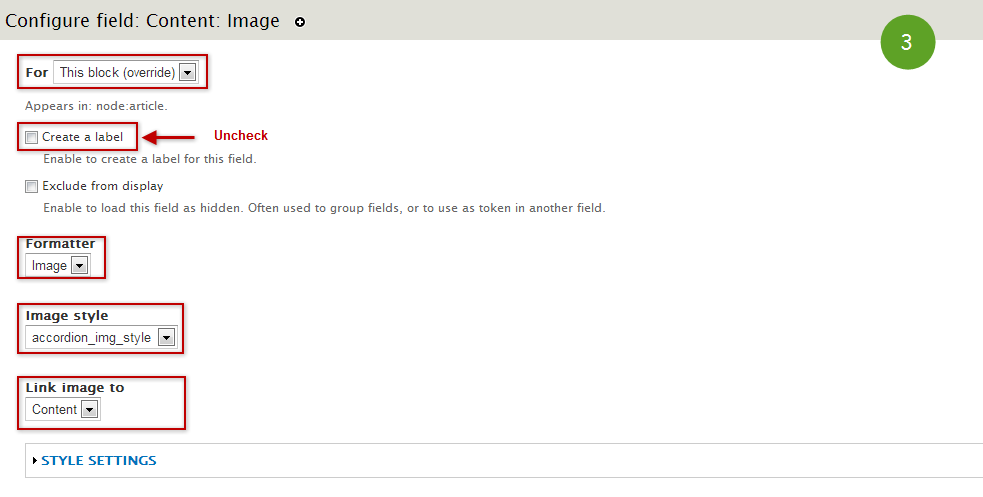 Configure field: Content: Image
3
For This block (override)
Appears in: node:article.
Create a label Uncheck
Enable to create a label for this field.
Exclude from display
Enable to load this field as hidden. Often used to group fields, or to use as token in another field.
Formatter
Image
Image style
accordion_img_style
Link image to
Content
STYLE SETTINGS